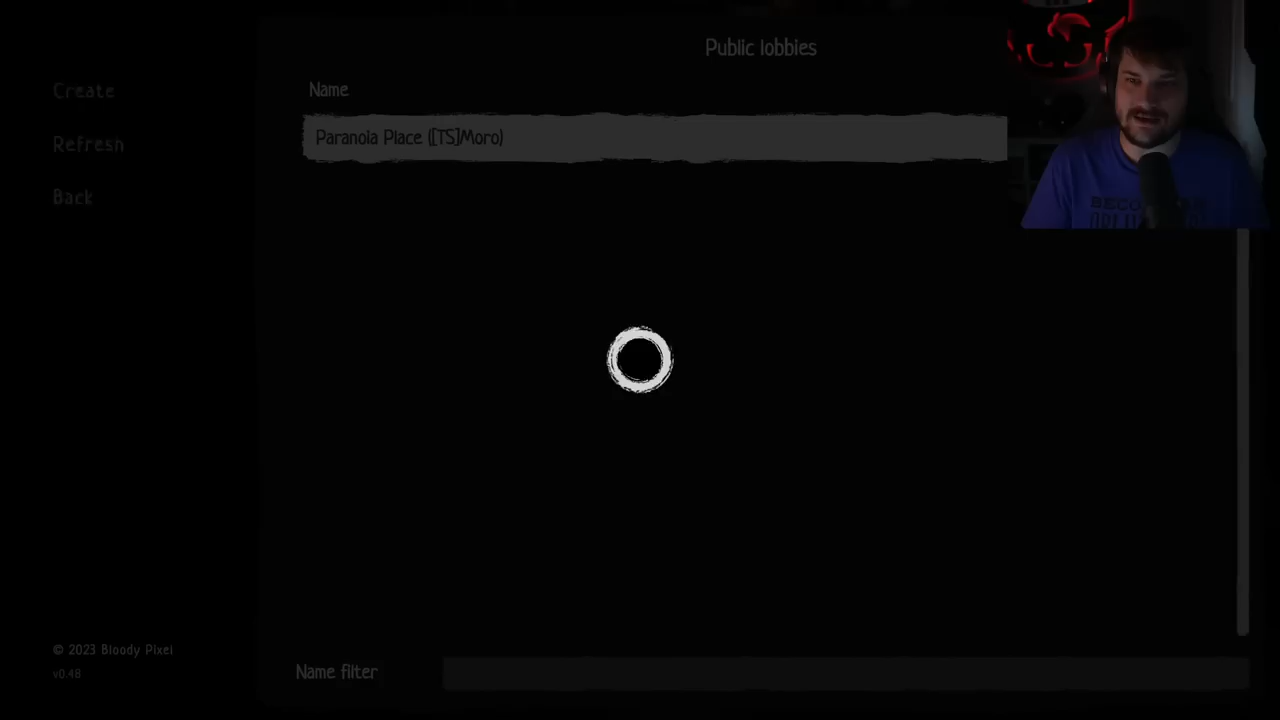 Public lobbies
Create
Name
Paranoia Place ([TS]Moro)
Refresh
Back
© 2023 Bloody Pixel
v0.48
Name filter